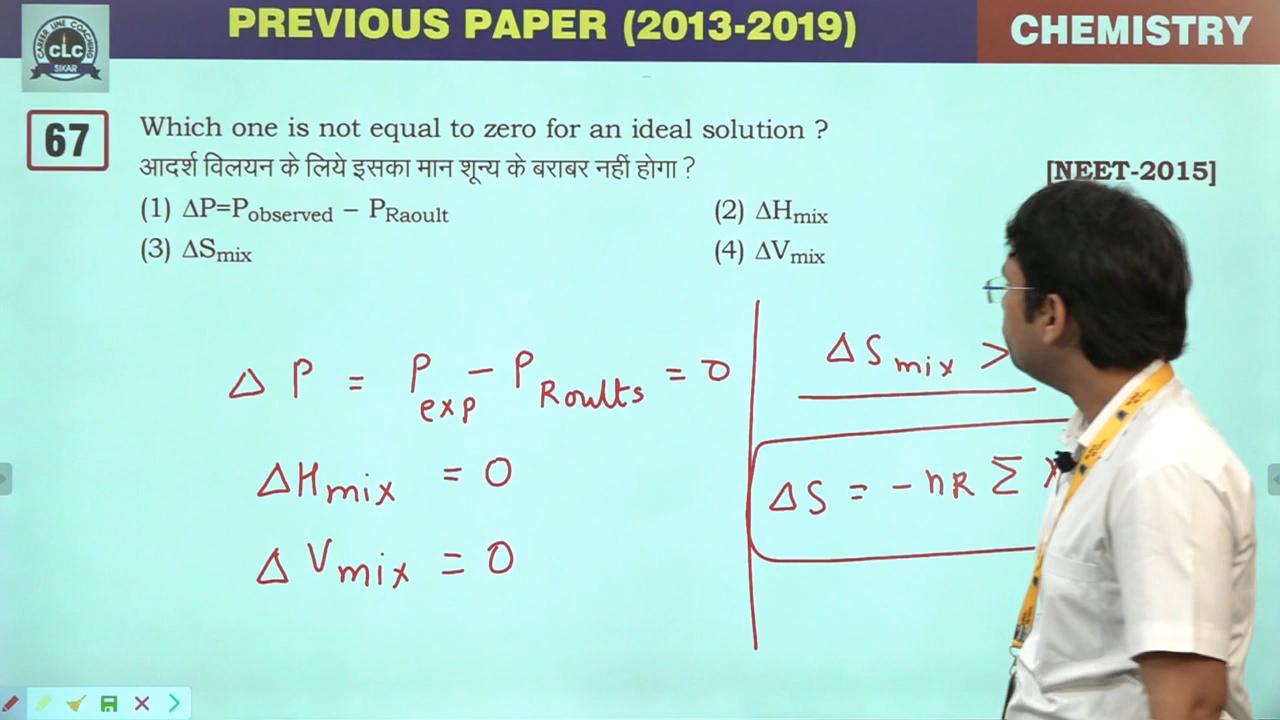 PREVIOUS PAPER (2013-2019)
CHEMISTRY
CAREER LINE COACHING
CLC
SIKAR
67
Which one is not equal to zero for an ideal solution ?
आदर्श विलयन के लिये इसका मान शून्य के बराबर नहीं होगा ?
[NEET-2015]
(1) ΔP=Pobserved – PRaoult
(2) ΔHmix
(3) ΔSmix
(4) ΔVmix
Δ P = Pexp – PRoults = 0
ΔHmix = 0
Δ Vmix = 0
ΔSmix >
ΔS = – nR Σ